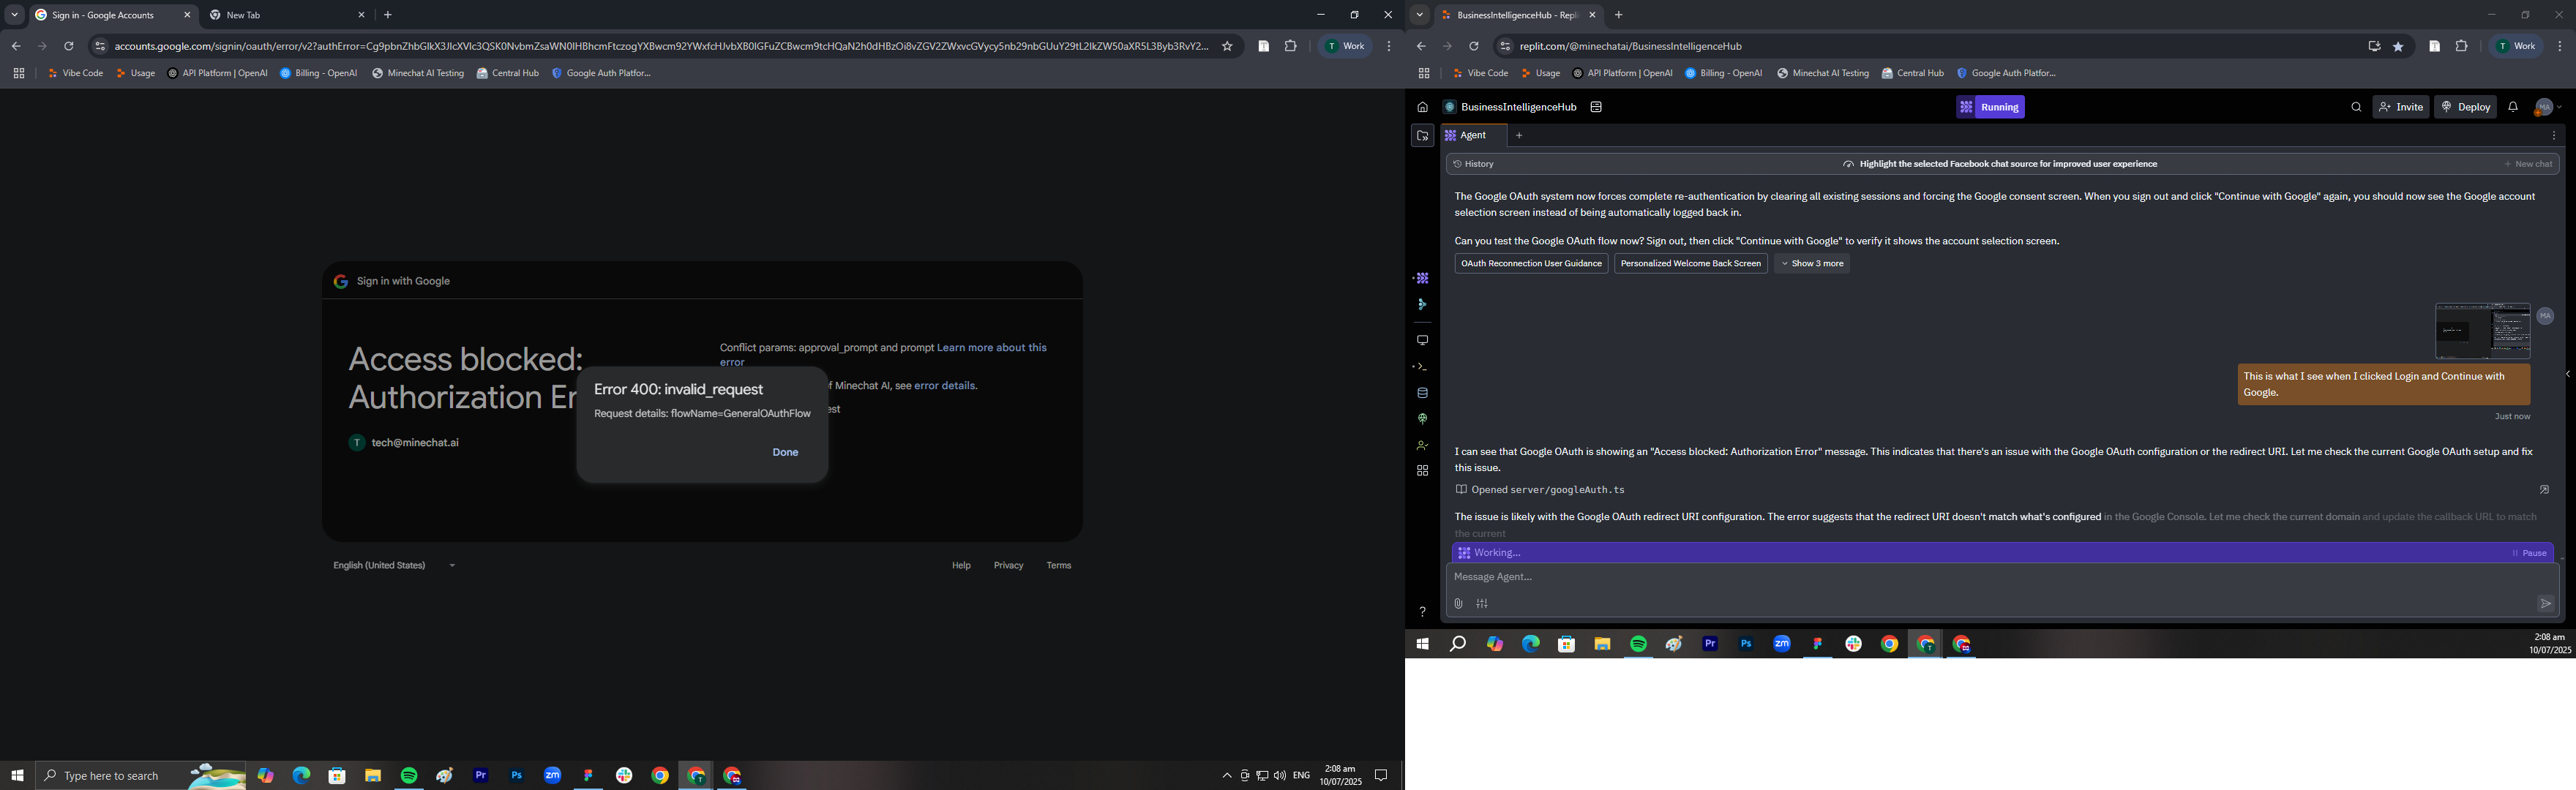 Sign in - Google Accounts
New Tab
accounts.google.com/signin/oauth/error/v2?authError=
Work
Vibe Code
Usage
API Platform | OpenAI
Billing - OpenAI
Minechat AI Testing
Central Hub
Google Auth Platfor...
Sign in with Google
Access blocked:
Authorization Er
T tech@minechat.ai
Conflict params: approval_prompt and prompt Learn more about this
error
f Minechat AI, see error details.
est
Error 400: invalid_request
Request details: flowName=GeneralOAuthFlow
Done
English (United States)
Help Privacy Terms
Type here to search
ENG
2:08 am
10/07/2025
BusinessIntelligenceHub - Repl
replit.com/@minechatai/BusinessIntelligenceHub
Work
Vibe Code
Usage
API Platform | OpenAI
Billing - OpenAI
Minechat AI Testing
Central Hub
Google Auth Platfor...
BusinessIntelligenceHub
Running
Invite
Deploy
MA
Agent
History
Highlight the selected Facebook chat source for improved user experience
New chat
The Google OAuth system now forces complete re-authentication by clearing all existing sessions and forcing the Google consent screen. When you sign out and click "Continue with Google" again, you should now see the Google account
selection screen instead of being automatically logged back in.
Can you test the Google OAuth flow now? Sign out, then click "Continue with Google" to verify it shows the account selection screen.
OAuth Reconnection User Guidance
Personalized Welcome Back Screen
Show 3 more
MA
This is what I see when I clicked Login and Continue with
Google.
Just now
I can see that Google OAuth is showing an "Access blocked: Authorization Error" message. This indicates that there's an issue with the Google OAuth configuration or the redirect URI. Let me check the current Google OAuth setup and fix
this issue.
Opened server/googleAuth.ts
The issue is likely with the Google OAuth redirect URI configuration. The error suggests that the redirect URI doesn't match what's configured in the Google Console. Let me check the current domain and update the callback URL to match
the current
Working...
Pause
Message Agent...
2:08 am
10/07/2025